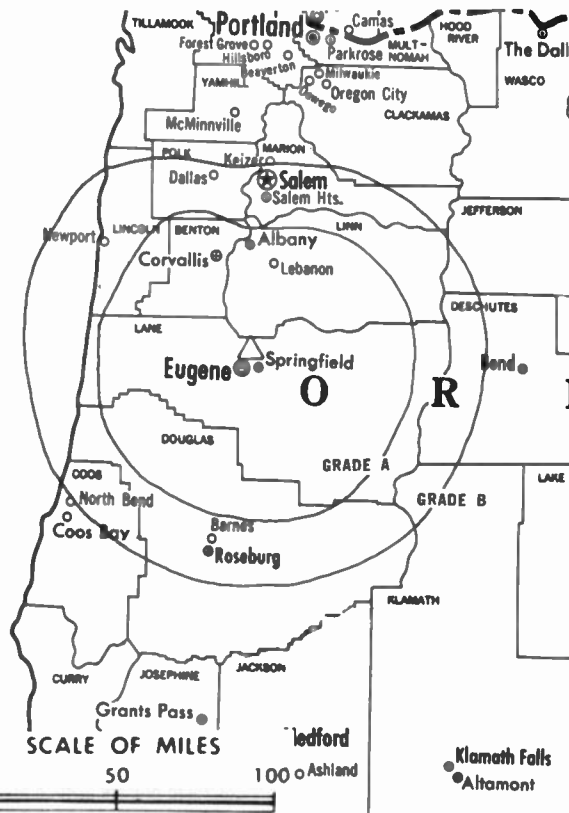 TILLAMOOK
Portland
Camas
HOOD RIVER
Forest Grove
Hillsboro
Parkrose
MULT-NOMAH
The Dall
Beaverton
Milwaukie
YAMHILL
Oswego
Oregon City
WASCO
McMinnville
CLACKAMAS
MARION
POLK
Keizer
Dallas
Salem
Salem Hts.
JEFFERSON
Newport
LINCOLN
BENTON
LINN
Albany
Corvallis
Lebanon
DESCHUTES
LANE
Eugene
Springfield
Bend
O
R
DOUGLAS
GRADE A
COOS
LAKE
North Bend
GRADE B
Coos Bay
Barnes
Roseburg
KLAMATH
CURRY
JOSEPHINE
JACKSON
Grants Pass
SCALE OF MILES
Medford
Klamath Falls
50
100
Ashland
Altamont